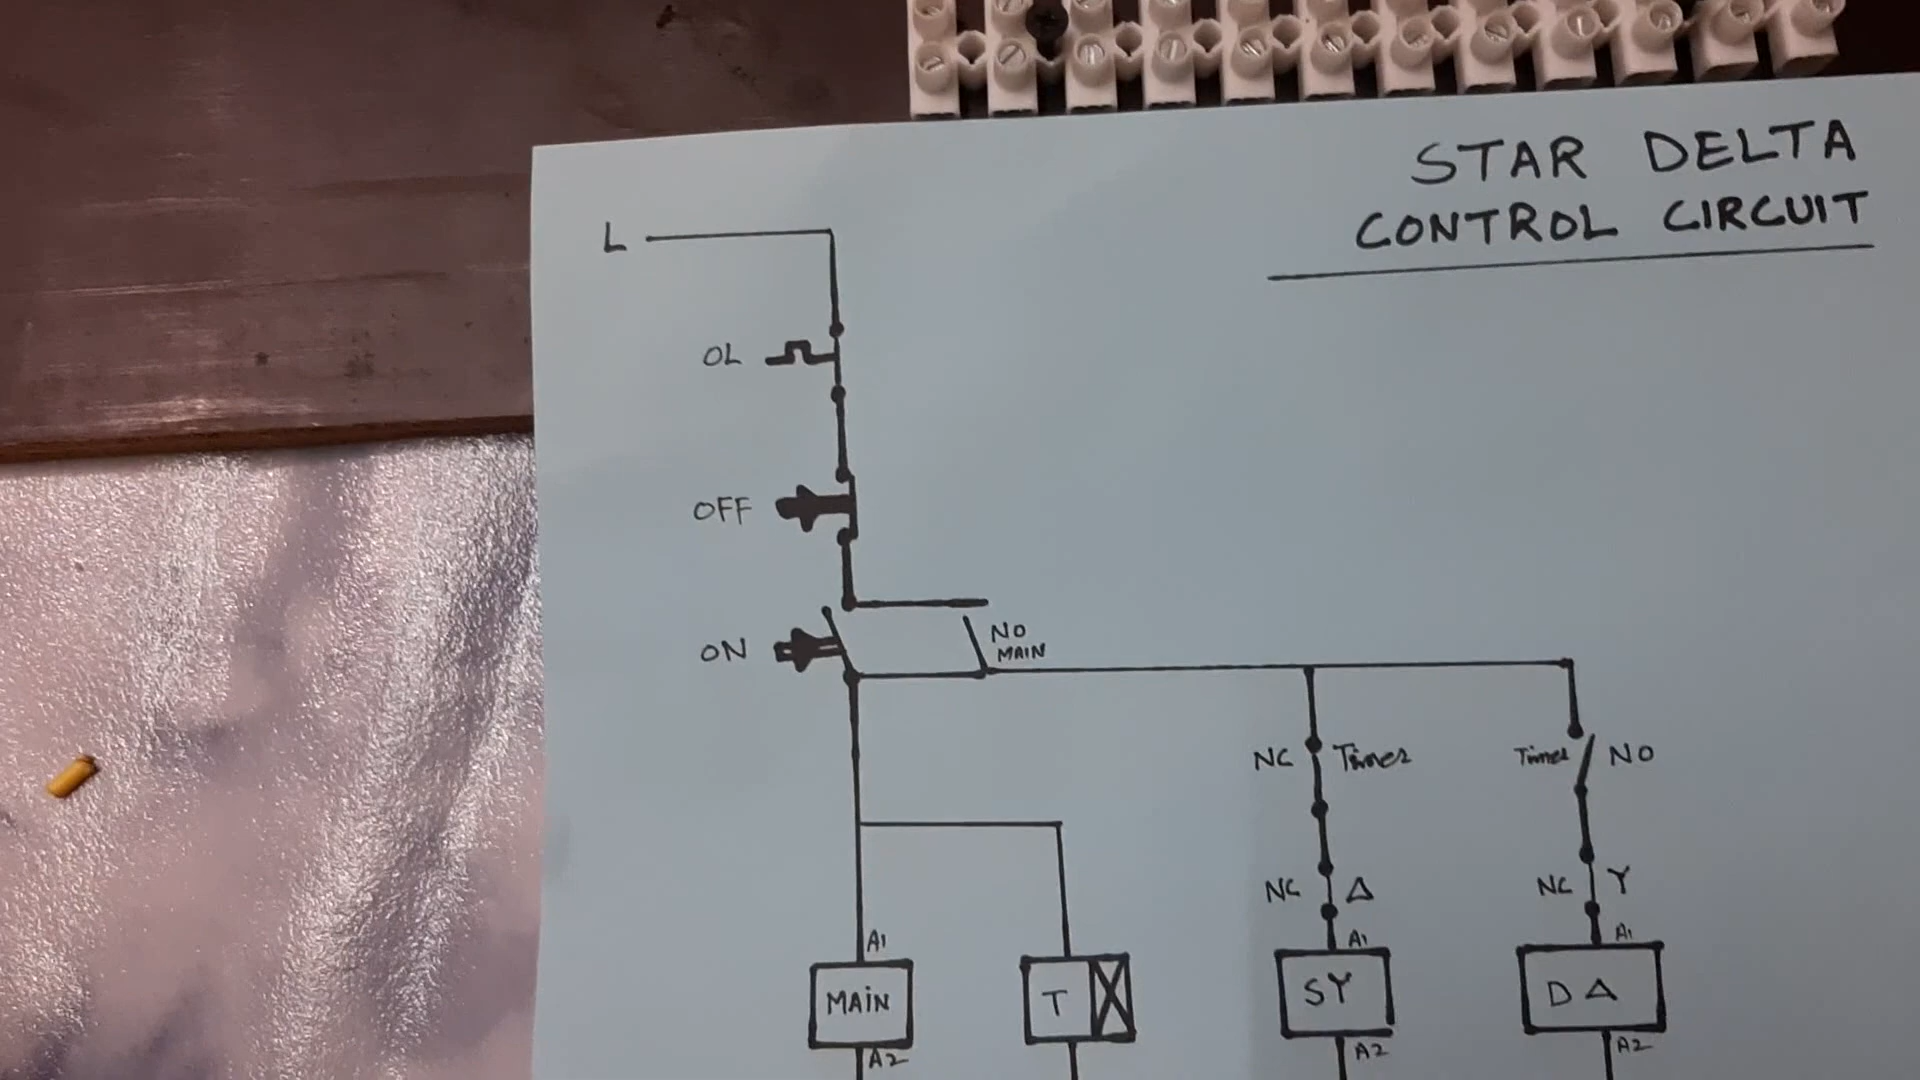 STAR DELTA
CONTROL CIRCUIT
L
OL
OFF
ON
NO
MAIN
NC Timer
Timer NO
NC Δ
NC Y
A1
A1
A1
MAiN
T
SY
D Δ
A2
A2
A2